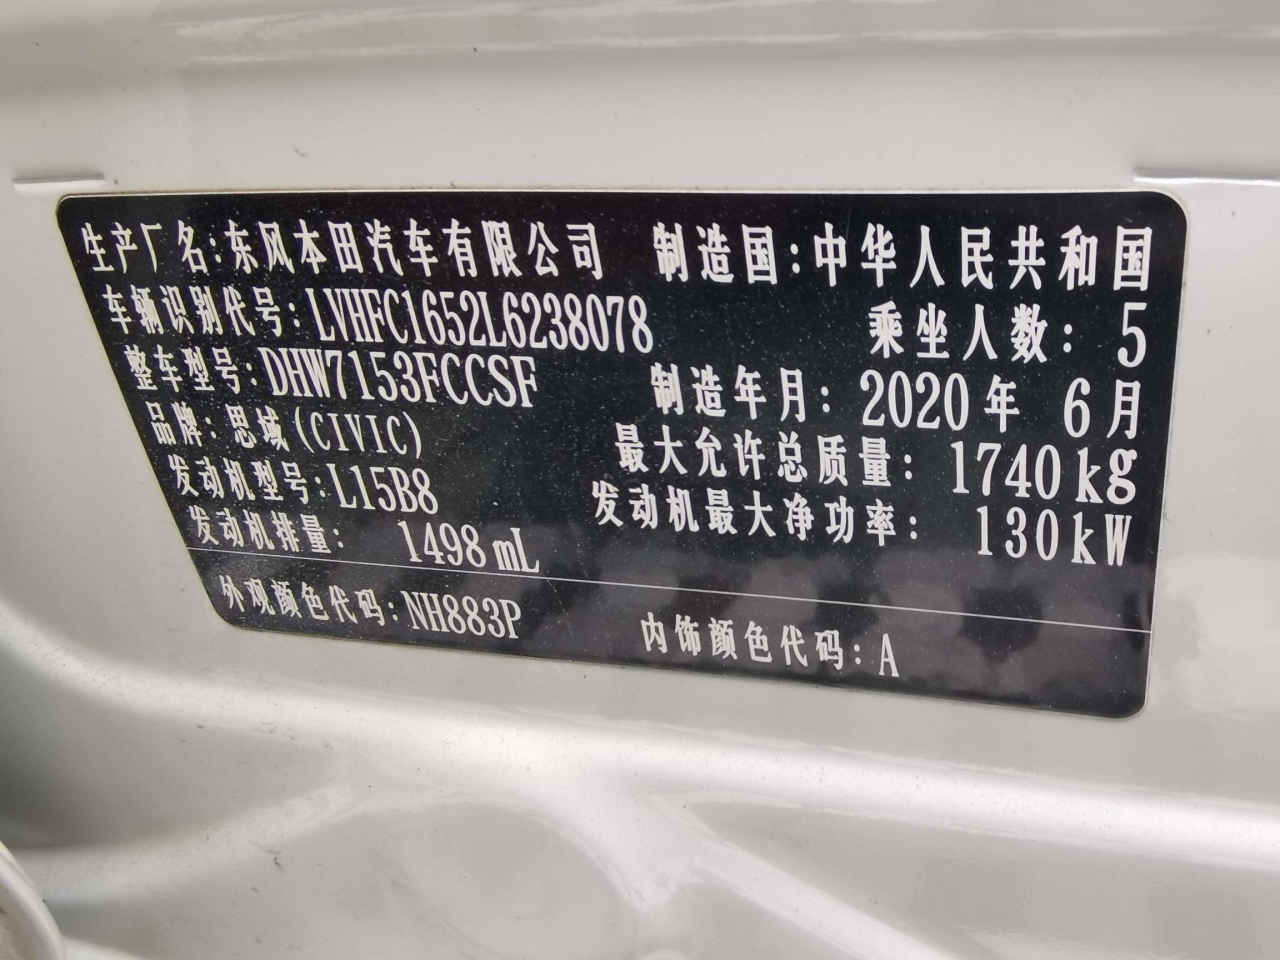 生产厂名:东风本田汽车有限公司 制造国:中华人民共和国
车辆识别代号:LVHFC1652L6238078 乘坐人数: 5
整车型号:DHW7153FCCSF 制造年月: 2020年 6月
品牌:思域(CIVIC) 最大允许总质量: 1740kg
发动机型号:L15B8 发动机最大净功率: 130kW
发动机排量: 1498mL
外观颜色代码:NH883P 内饰颜色代码:A